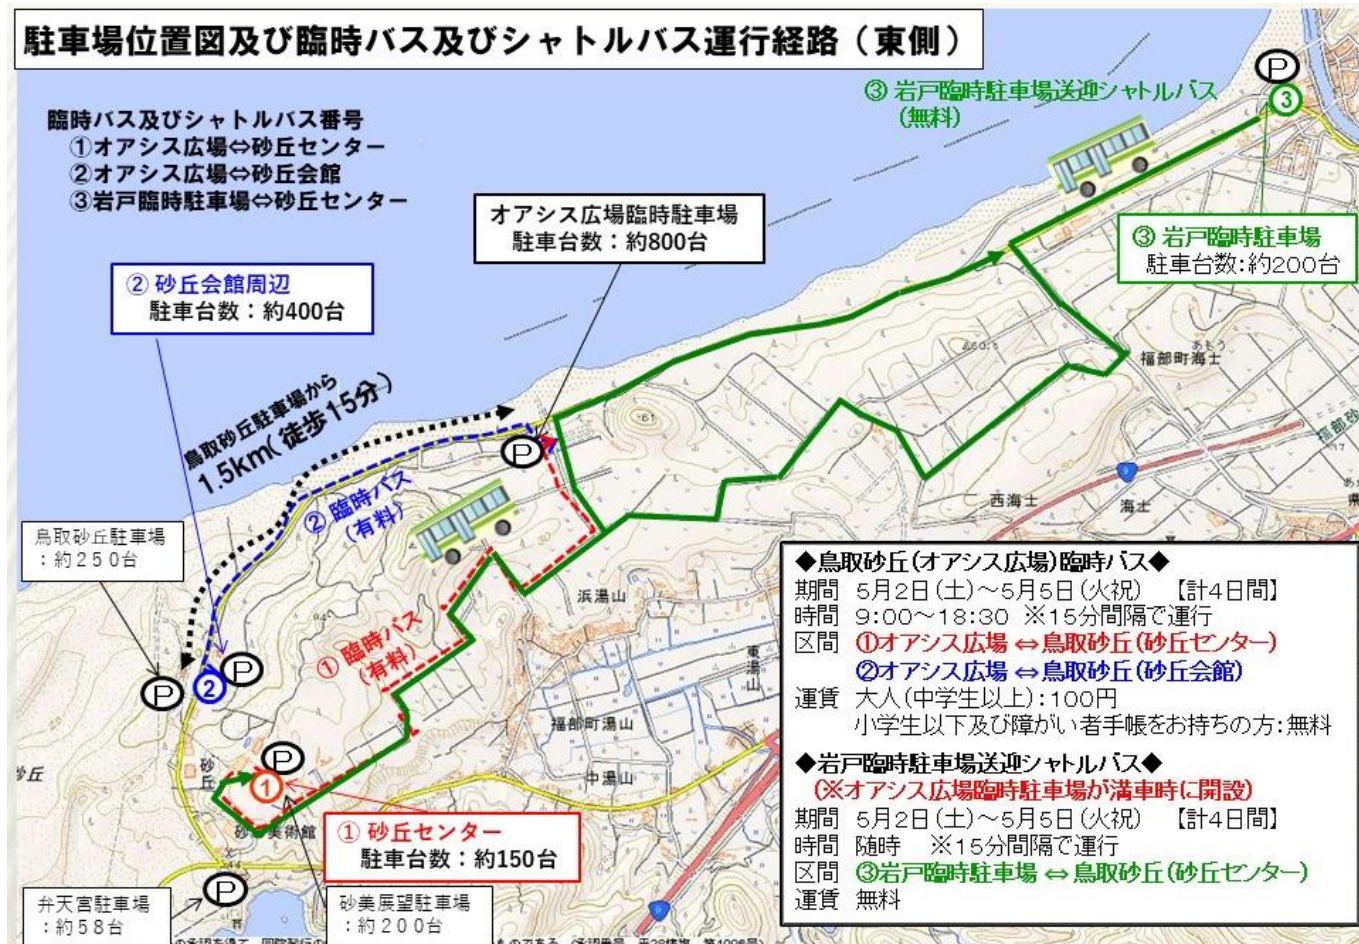 駐車場位置図及び臨時バス及びシャトルバス運行経路（東側）
臨時バス及びシャトルバス番号
①オアシス広場⇔砂丘センター
②オアシス広場⇔砂丘会館
③岩戸臨時駐車場⇔砂丘センター
③ 岩戸臨時駐車場送迎シャトルバス
（無料）
P
3
オアシス広場臨時駐車場
駐車台数：約800台
③ 岩戸臨時駐車場
駐車台数：約200台
② 砂丘会館周辺
駐車台数：約400台
鳥取砂丘駐車場から
1.5km（徒歩15分）
P
② 臨時バス
（有料）
鳥取砂丘駐車場
：約250台
P
P
2
① 臨時バス
（有料）
あもう
福部町海士
福部砂
9
西海士
海士
浜湯山
東湯山
福部町湯山
中湯山
砂丘
砂丘
P
1
① 砂丘センター
駐車台数：約150台
P
弁天宮駐車場
：約58台
砂美展望駐車場
：約200台
9
◆鳥取砂丘（オアシス広場）臨時バス◆
期間 5月2日（土）～5月5日（火祝） 【計4日間】
時間 9:00～18:30 ※15分間隔で運行
区間 ①オアシス広場 ⇔ 鳥取砂丘（砂丘センター）
②オアシス広場 ⇔ 鳥取砂丘（砂丘会館）
運賃 大人（中学生以上）：100円
小学生以下及び障がい者手帳をお持ちの方：無料
◆岩戸臨時駐車場送迎シャトルバス◆
（※オアシス広場臨時駐車場が満車時に開設）
期間 5月2日（土）～5月5日（火祝） 【計4日間】
時間 随時 ※15分間隔で運行
区間 ③岩戸臨時駐車場 ⇔ 鳥取砂丘（砂丘センター）
運賃 無料